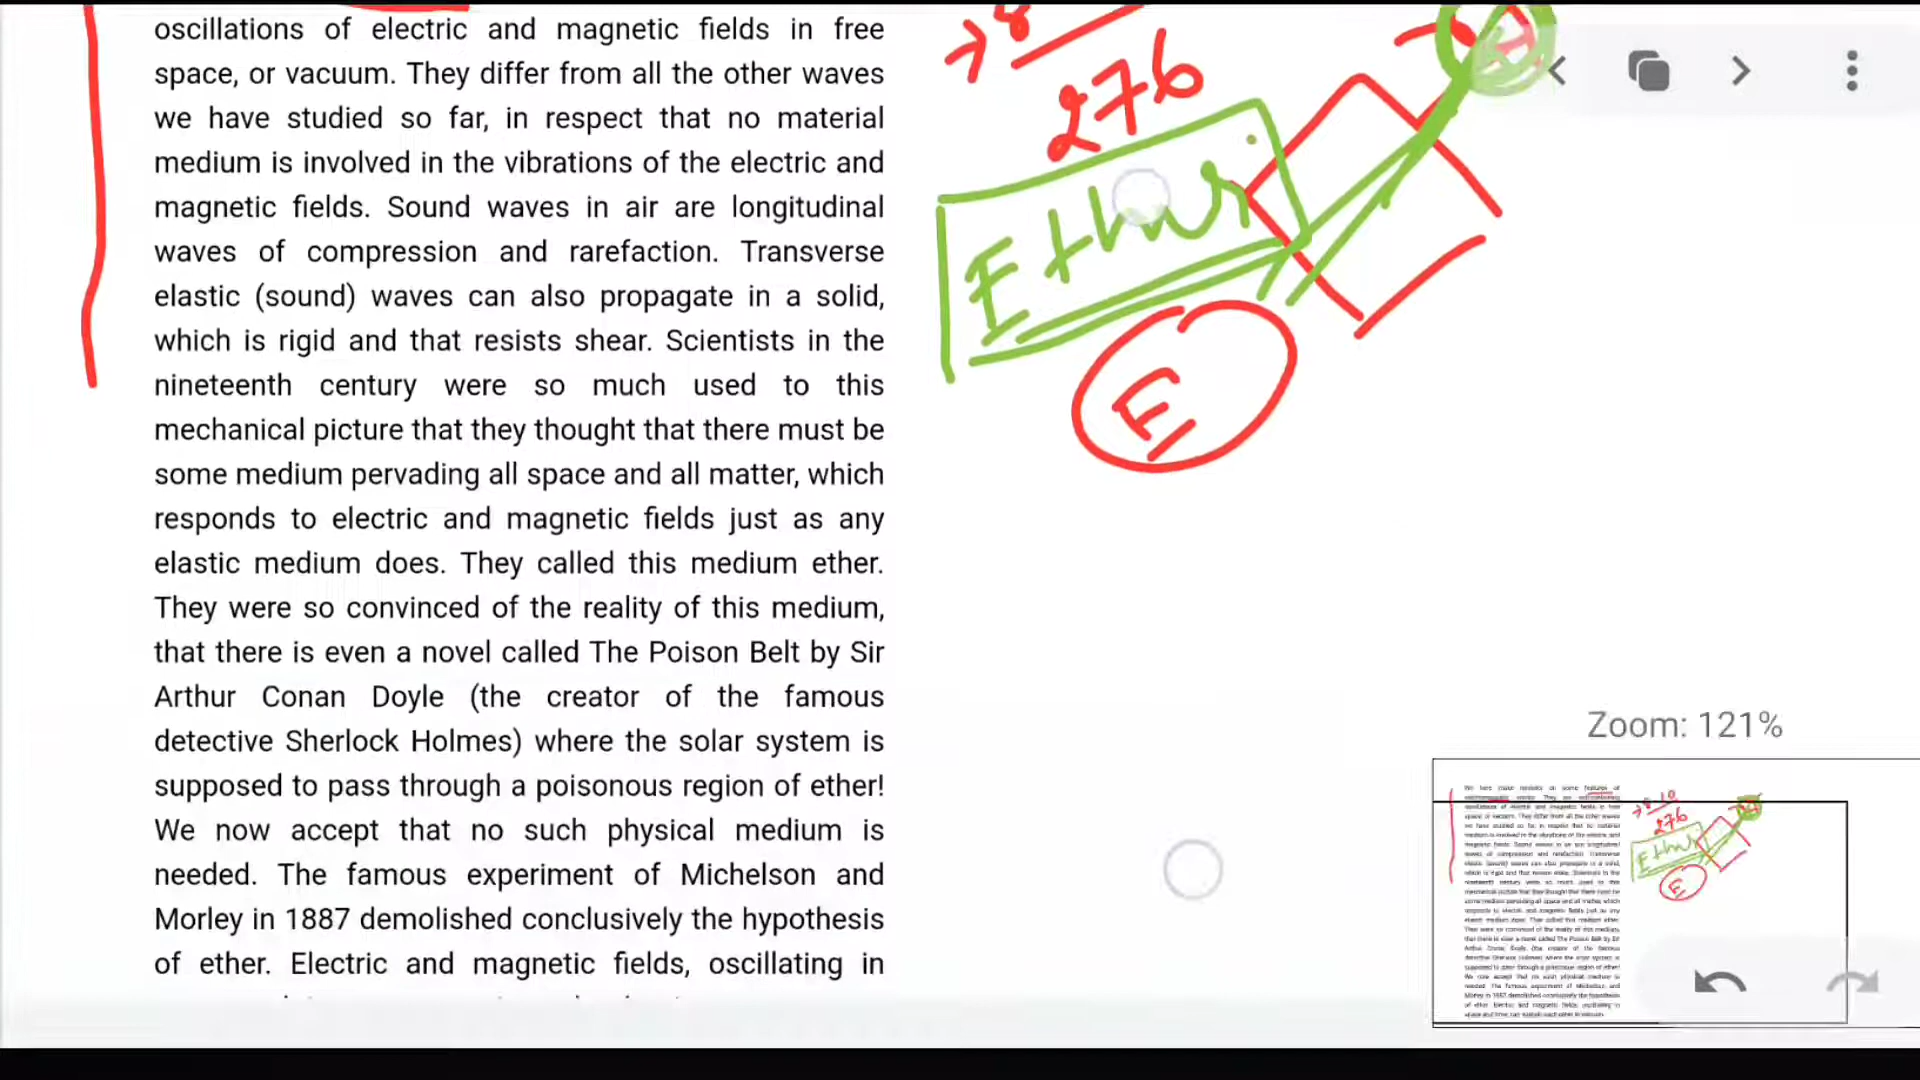 oscillations of electric and magnetic fields in free
space, or vacuum. They differ from all the other waves
we have studied so far, in respect that no material
medium is involved in the vibrations of the electric and
magnetic fields. Sound waves in air are longitudinal
waves of compression and rarefaction. Transverse
elastic (sound) waves can also propagate in a solid,
which is rigid and that resists shear. Scientists in the
nineteenth century were so much used to this
mechanical picture that they thought that there must be
some medium pervading all space and all matter, which
responds to electric and magnetic fields just as any
elastic medium does. They called this medium ether.
They were so convinced of the reality of this medium,
that there is even a novel called The Poison Belt by Sir
Arthur Conan Doyle (the creator of the famous
detective Sherlock Holmes) where the solar system is
supposed to pass through a poisonous region of ether!
We now accept that no such physical medium is
needed. The famous experiment of Michelson and
Morley in 1887 demolished conclusively the hypothesis
of ether. Electric and magnetic fields, oscillating in
8
276
Ether
E
Zoom: 121%